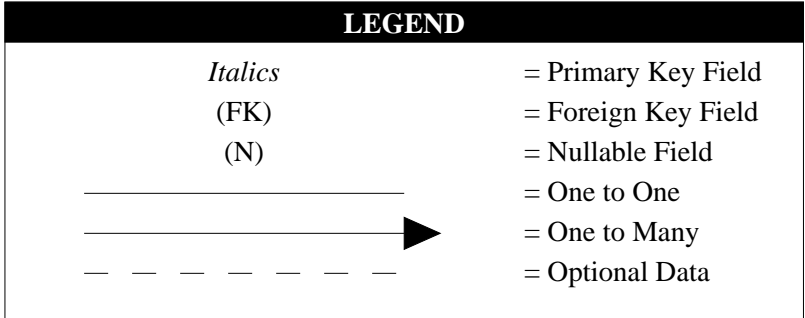 LEGEND
Italics = Primary Key Field
(FK) = Foreign Key Field
(N) = Nullable Field
= One to One
= One to Many
= Optional Data